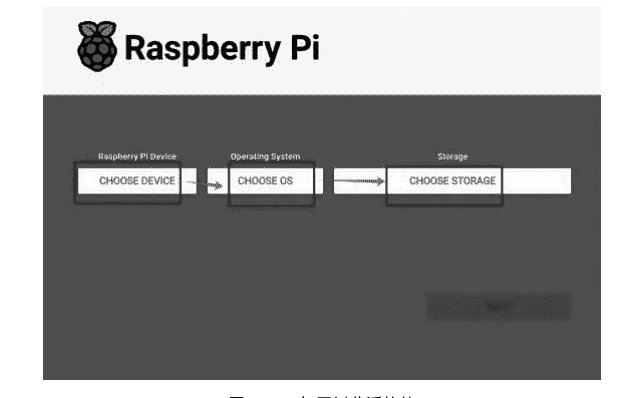 Raspberry Pi
Raspberry Pi Device
Operating System
Storage
CHOOSE DEVICE
CHOOSE OS
CHOOSE STORAGE